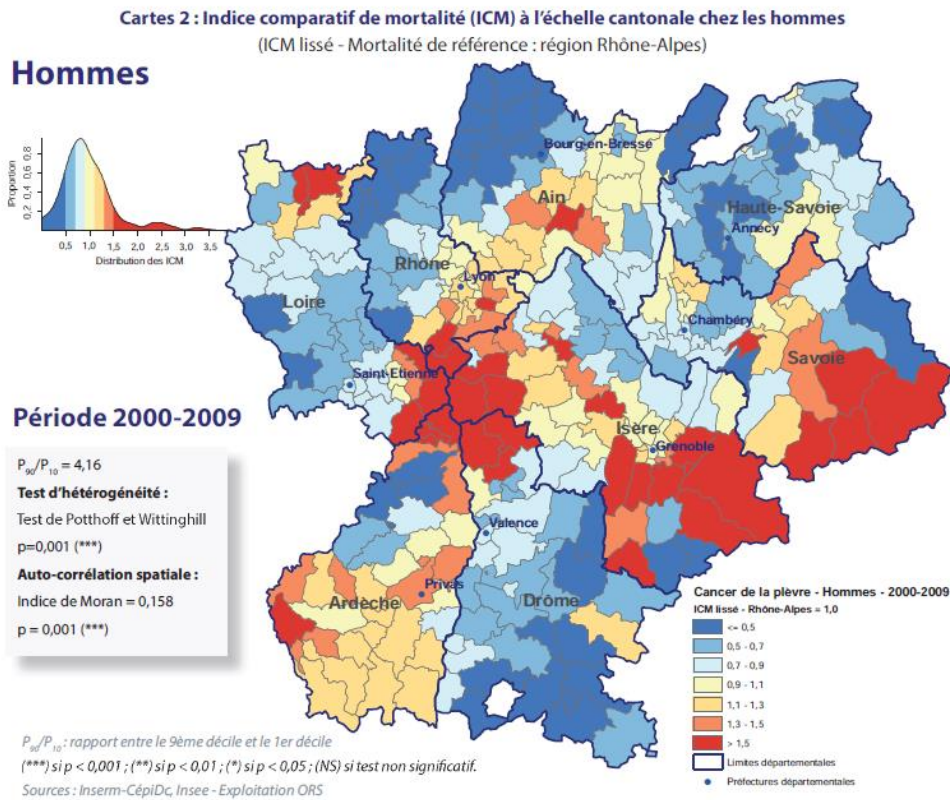 Cartes 2 : Indice comparatif de mortalité (ICM) à l'échelle cantonale chez les hommes
(ICM lissé - Mortalité de référence : région Rhône-Alpes)
Hommes
Proportion
0,8
0,6
0,4
0,2
0,5 1,0 1,5 2,0 2,5 3,0 3,5
Distribution des ICM
Bourg-en-Bresse
Ain
Haute-Savoie
Annecy
Rhône
Lyon
Loire
Chambéry
Savoie
Saint-Etienne
Isère
Grenoble
Valence
Privas
Ardèche
Drôme
Période 2000-2009
P90/P10 = 4,16
Test d'hétérogénéité :
Test de Potthoff et Wittinghill
p=0,001 (***)
Auto-corrélation spatiale :
Indice de Moran = 0,158
p = 0,001 (***)
Cancer de la plèvre - Hommes - 2000-2009
ICM lissé - Rhône-Alpes = 1,0
<= 0,5
0,5 - 0,7
0,7 - 0,9
0,9 - 1,1
1,1 - 1,3
1,3 - 1,5
> 1,5
Limites départementales
Préfectures départementales
P90/P10 : rapport entre le 9ème décile et le 1er décile
(***) si p < 0,001 ; (**) si p < 0,01 ; (*) si p < 0,05 ; (NS) si test non significatif.
Sources : Inserm-CépiDc, Insee - Exploitation ORS